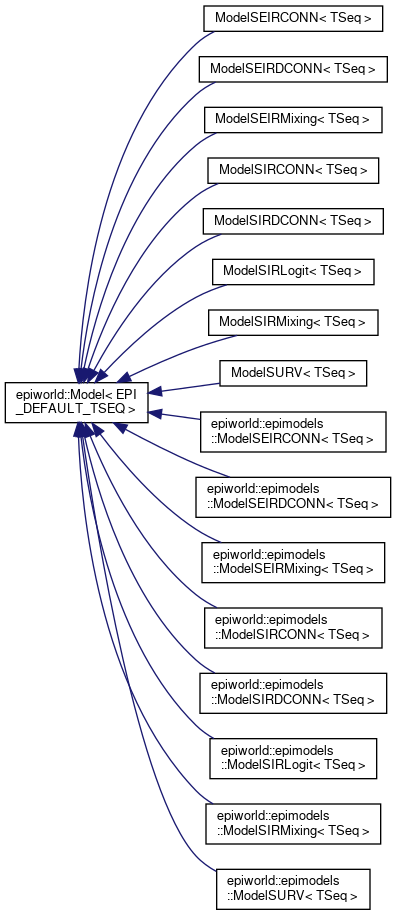 ModelSEIRCONN< TSeq >
ModelSEIRDCONN< TSeq >
ModelSEIRMixing< TSeq >
ModelSIRCONN< TSeq >
ModelSIRDCONN< TSeq >
ModelSIRLogit< TSeq >
ModelSIRMixing< TSeq >
ModelSURV< TSeq >
epiworld::Model< EPI
_DEFAULT_TSEQ >
epiworld::epimodels
::ModelSEIRCONN< TSeq >
epiworld::epimodels
::ModelSEIRDCONN< TSeq >
epiworld::epimodels
::ModelSEIRMixing< TSeq >
epiworld::epimodels
::ModelSIRCONN< TSeq >
epiworld::epimodels
::ModelSIRDCONN< TSeq >
epiworld::epimodels
::ModelSIRLogit< TSeq >
epiworld::epimodels
::ModelSIRMixing< TSeq >
epiworld::epimodels
::ModelSURV< TSeq >